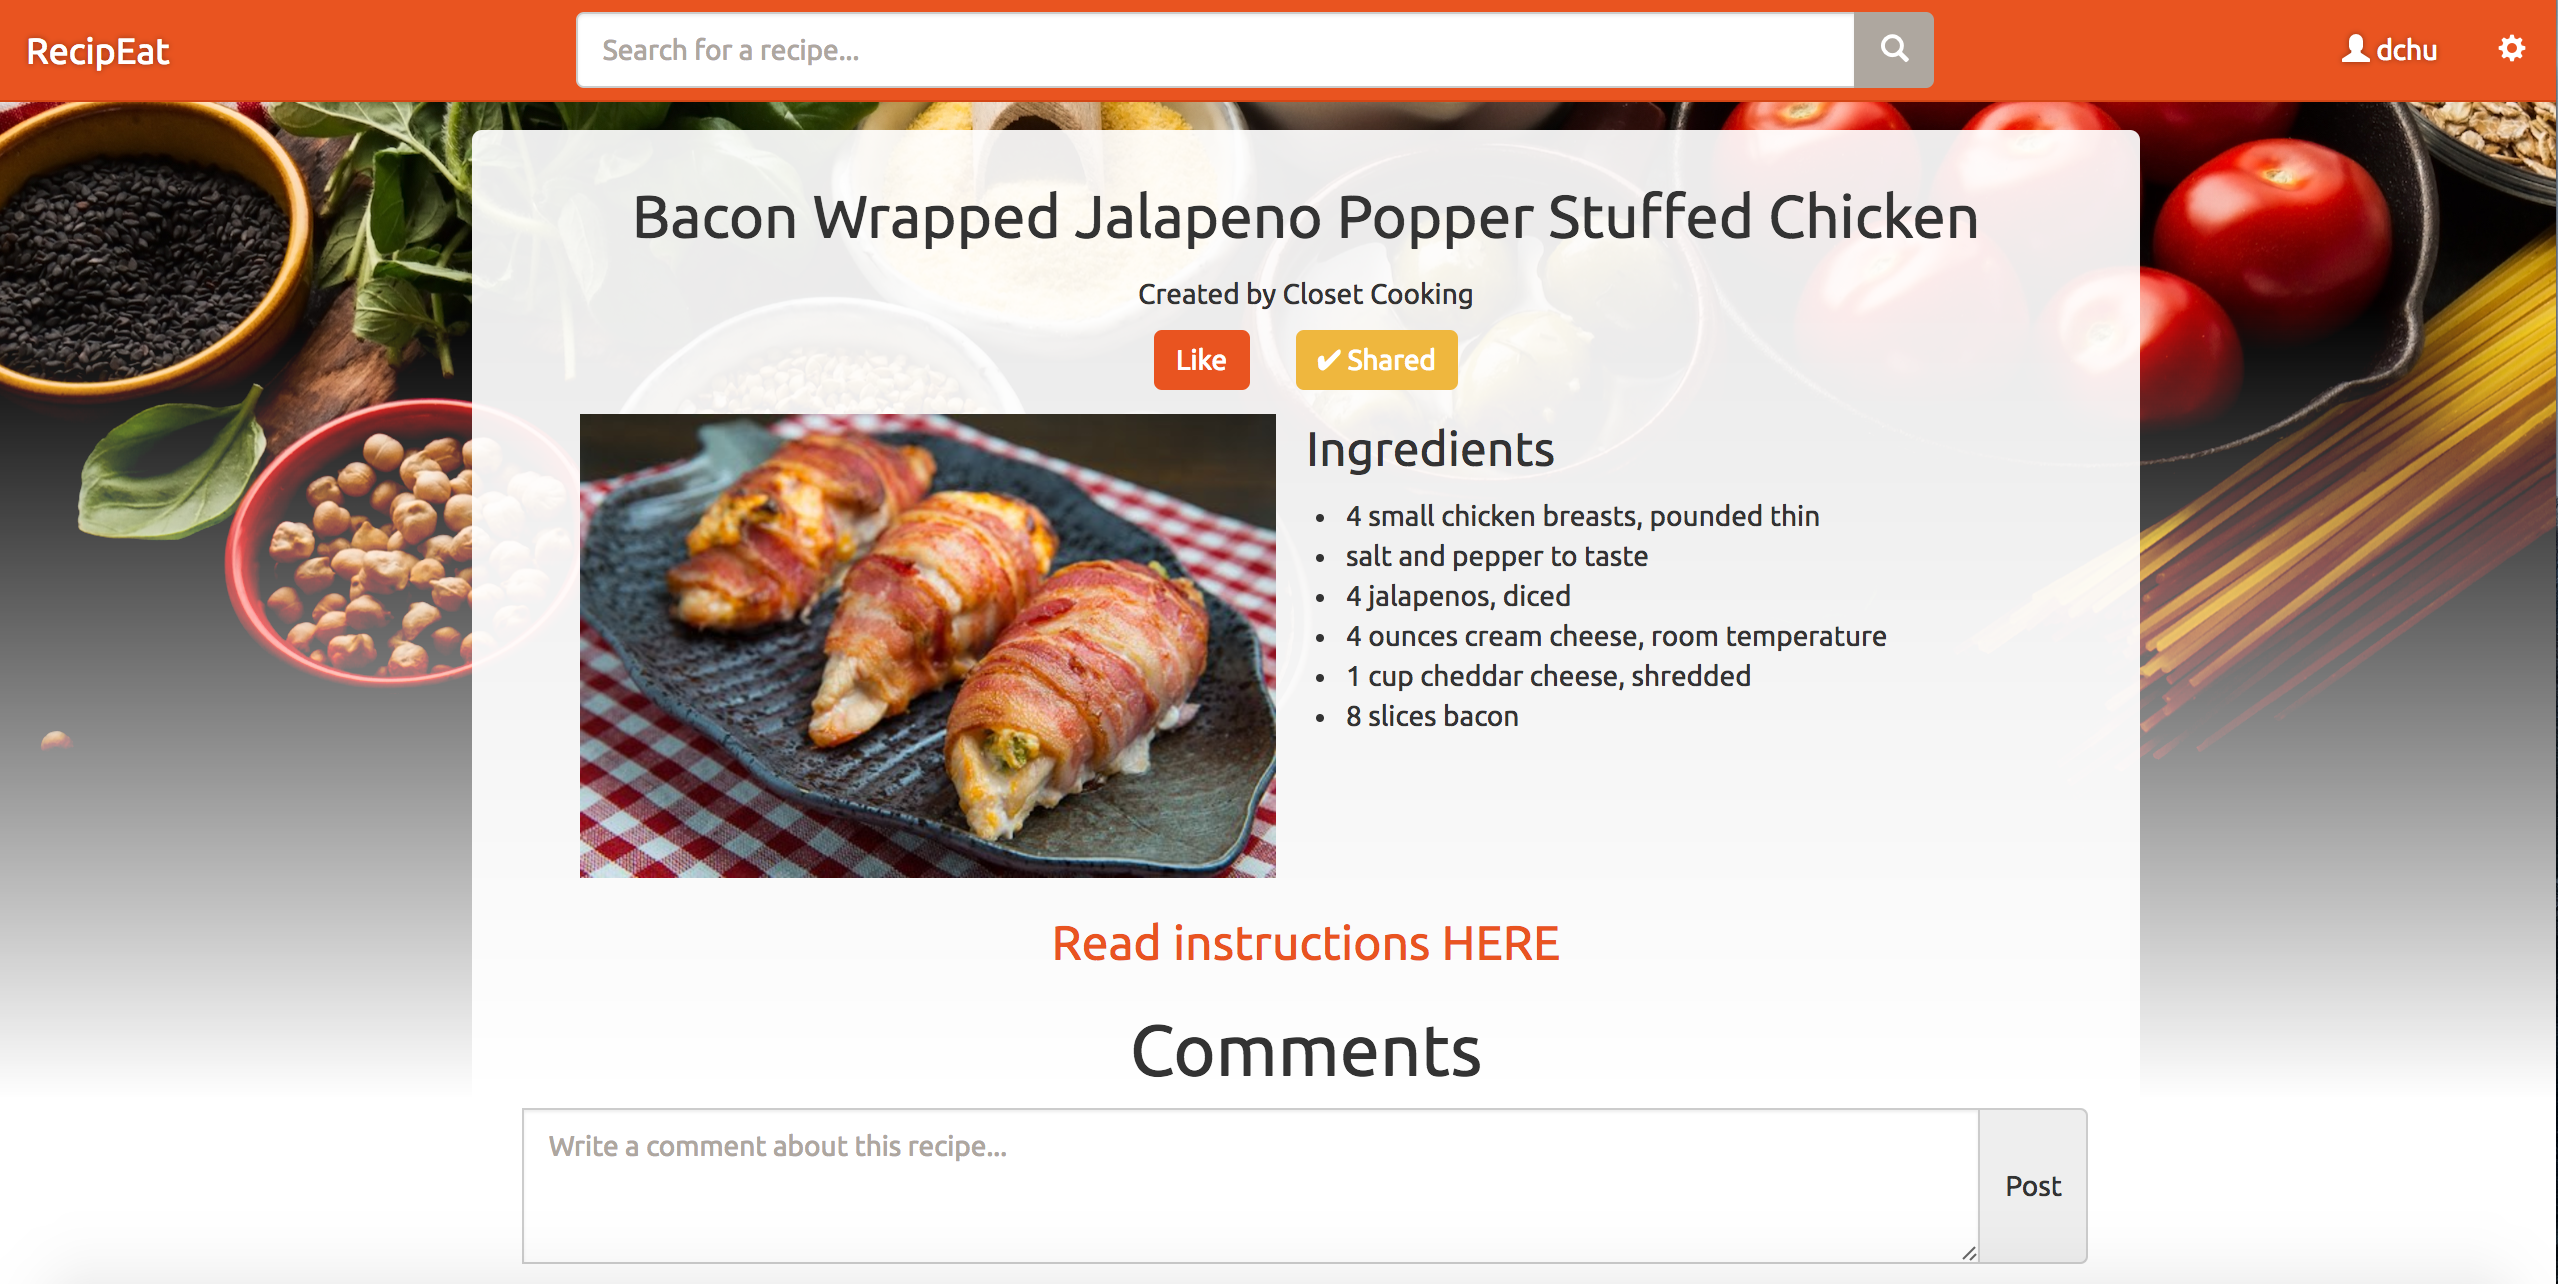 RecipEat
Search for a recipe...
dchu
Bacon Wrapped Jalapeno Popper Stuffed Chicken
Created by Closet Cooking
Like
✔ Shared
Ingredients
• 4 small chicken breasts, pounded thin
• salt and pepper to taste
• 4 jalapenos, diced
• 4 ounces cream cheese, room temperature
• 1 cup cheddar cheese, shredded
• 8 slices bacon
Read instructions HERE
Comments
Write a comment about this recipe...
Post